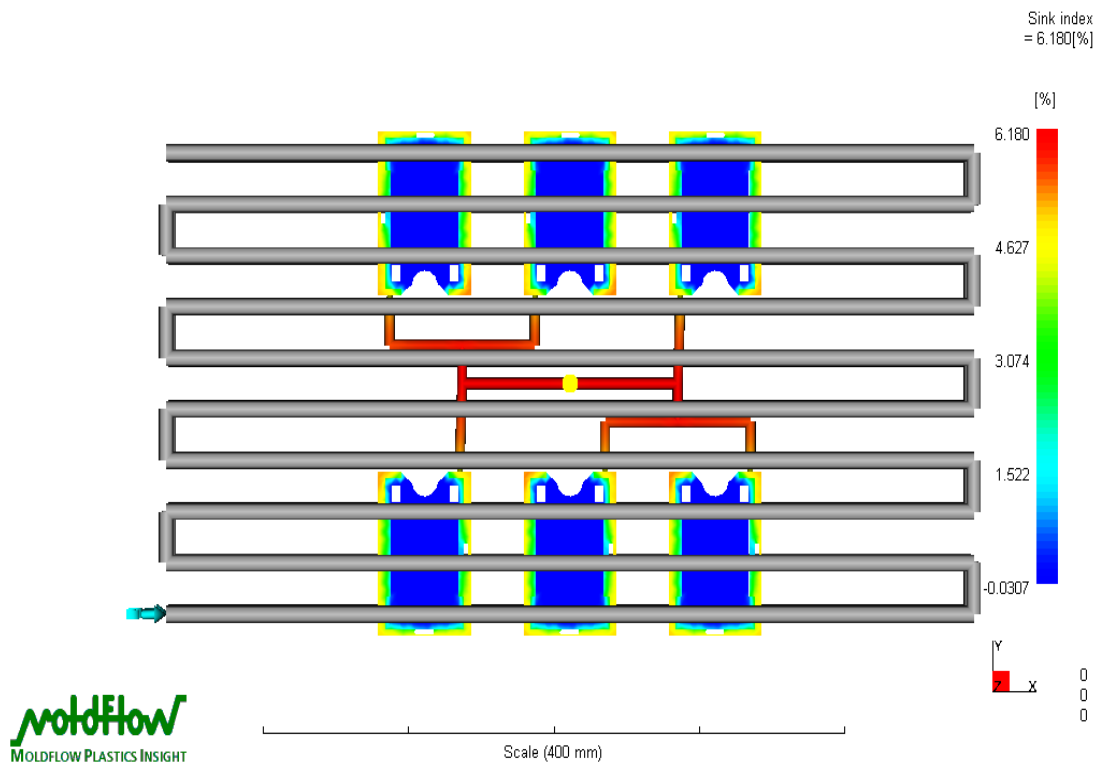 Sink index
= 6.180[%]
[%]
6.180
4.627
3.074
1.522
-0.0307
Y
Z X
0
0
0
moldflow
MOLDFLOW PLASTICS INSIGHT
Scale (400 mm)